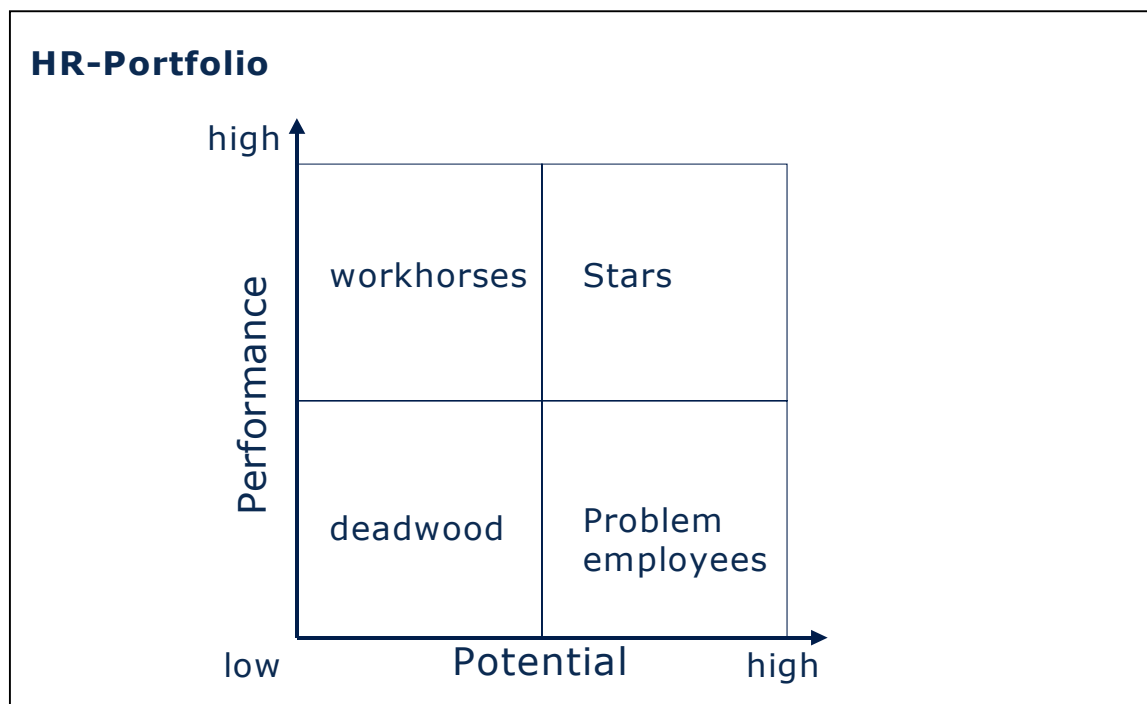 HR-Portfolio
high
workhorses
Stars
Performance
deadwood
Problem
employees
low
Potential
high